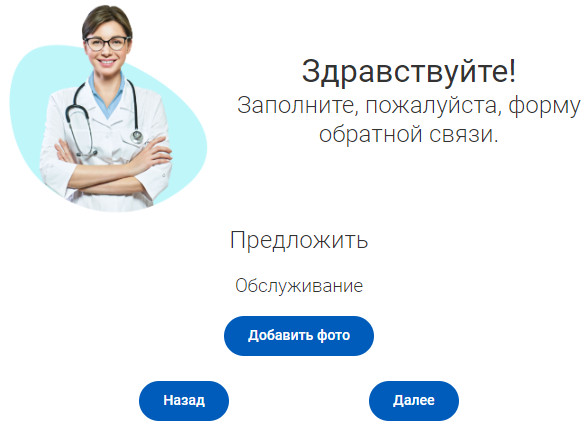 Здравствуйте!
Заполните, пожалуйста, форму
обратной связи.
Предложить
Обслуживание
Добавить фото
Назад
Далее